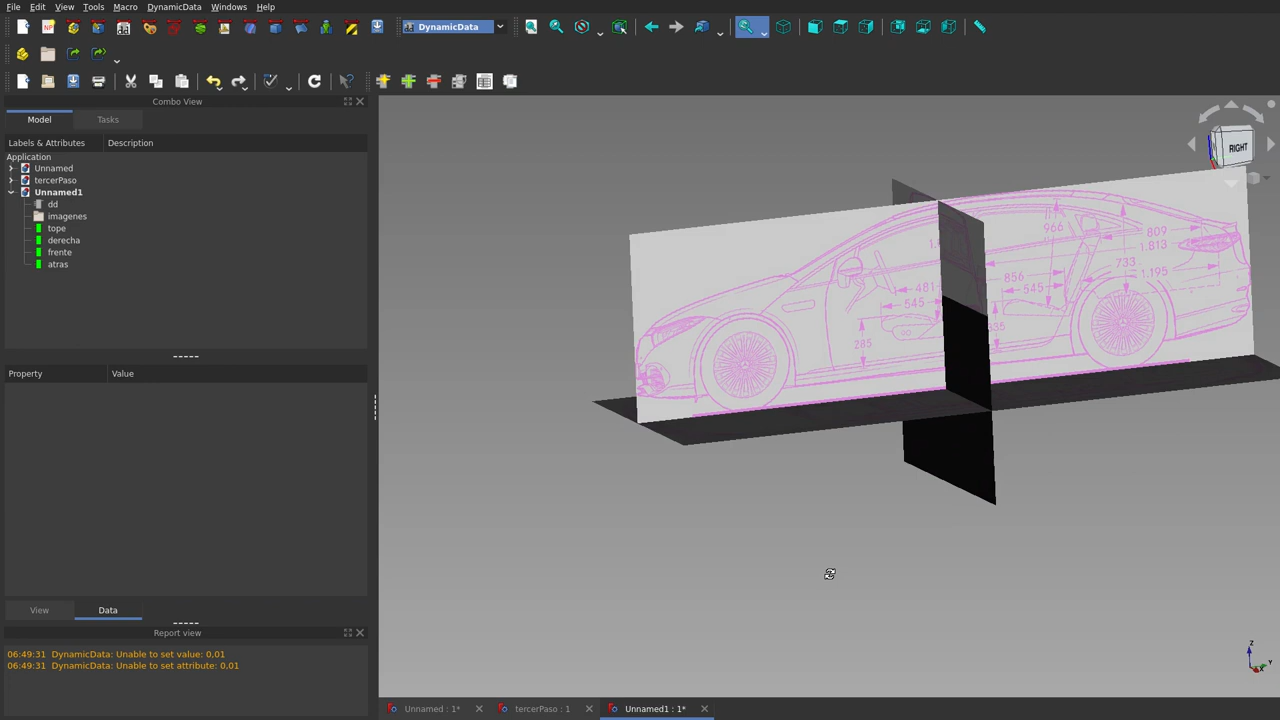 File Edit View Tools Macro DynamicData Windows Help
DynamicData
Combo View
Model Tasks
Labels & Attributes Description
Application
Unnamed
tercerPaso
Unnamed1
dd
imagenes
tope
derecha
frente
atras
Property Value
View Data
Report view
06:49:31 DynamicData: Unable to set value: 0,01
06:49:31 DynamicData: Unable to set attribute: 0,01
RIGHT
966
809
1.813
733
1.195
856
545
481
545
285
Z
Y
X
Unnamed : 1*
tercerPaso : 1
Unnamed1 : 1*